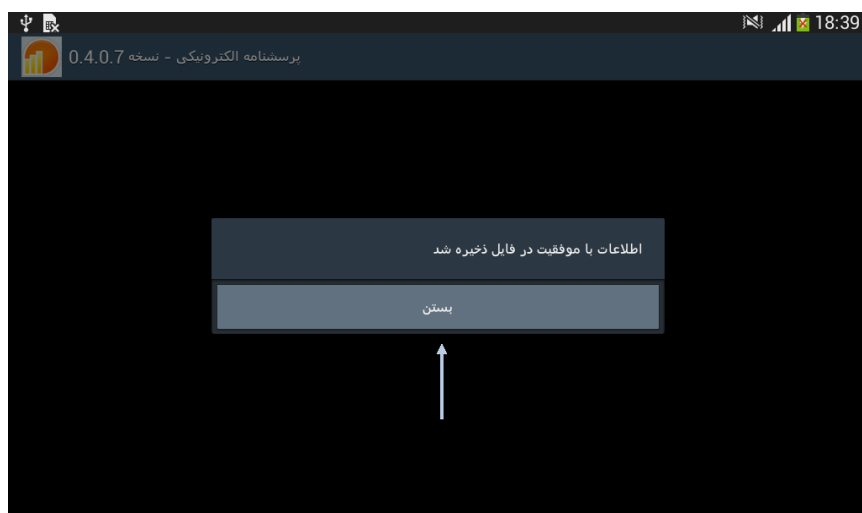 18:39
پرسشنامه الکترونیکی - نسخه 0.4.0.7
اطلاعات با موفقیت در فایل ذخیره شد
بستن